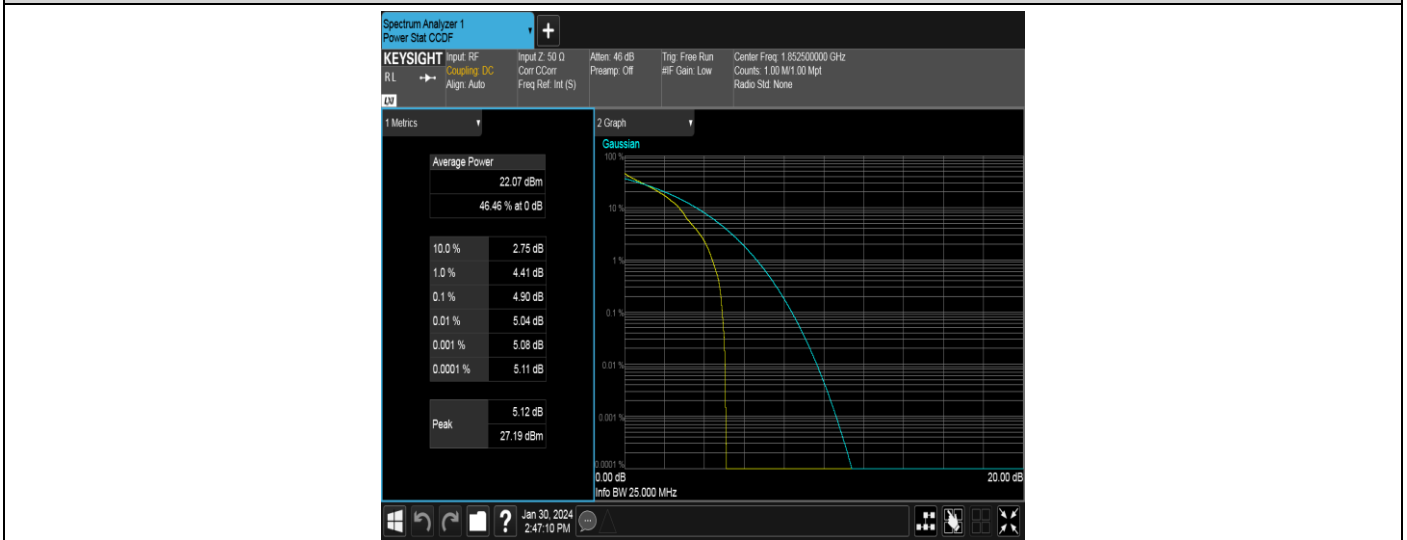 Spectrum Analyzer 1
Power Stat CCDF
+
KEYSIGHT
RL
LXI
Input: RF
Coupling: DC
Align: Auto
Input Z: 50 Ω
Corr CCorr
Freq Ref: Int (S)
Atten: 46 dB
Preamp: Off
Trig: Free Run
#IF Gain: Low
Center Freq: 1.852500000 GHz
Counts: 1.00 M/1.00 Mpt
Radio Std: None
1 Metrics
Average Power
22.07 dBm
46.46 % at 0 dB
10.0 % 2.75 dB
1.0 % 4.41 dB
0.1 % 4.90 dB
0.01 % 5.04 dB
0.001 % 5.08 dB
0.0001 % 5.11 dB
Peak
5.12 dB
27.19 dBm
2 Graph
Gaussian
100 %
10 %
1 %
0.1 %
0.01 %
0.001 %
0.0001 %
0.00 dB 20.00 dB
Info BW 25.000 MHz
?
Jan 30, 2024
2:47:10 PM